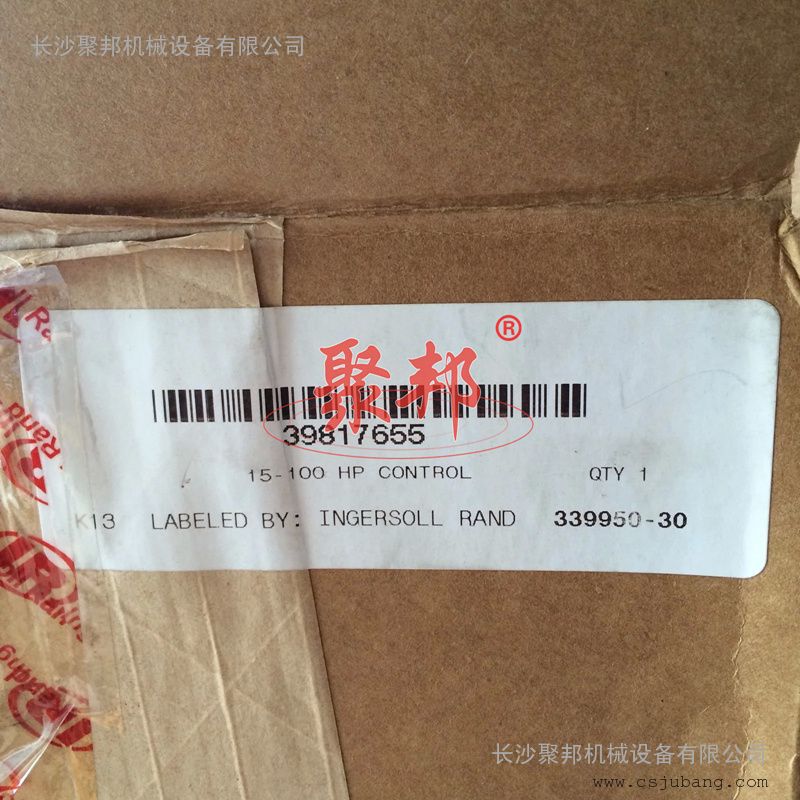 长沙聚邦机械设备有限公司
聚邦®
39817655
15-100 HP CONTROL QTY 1
K13 LABELED BY: INGERSOLL RAND 339950-30
Rand
长沙聚邦机械设备有限公司
www.csjubang.com